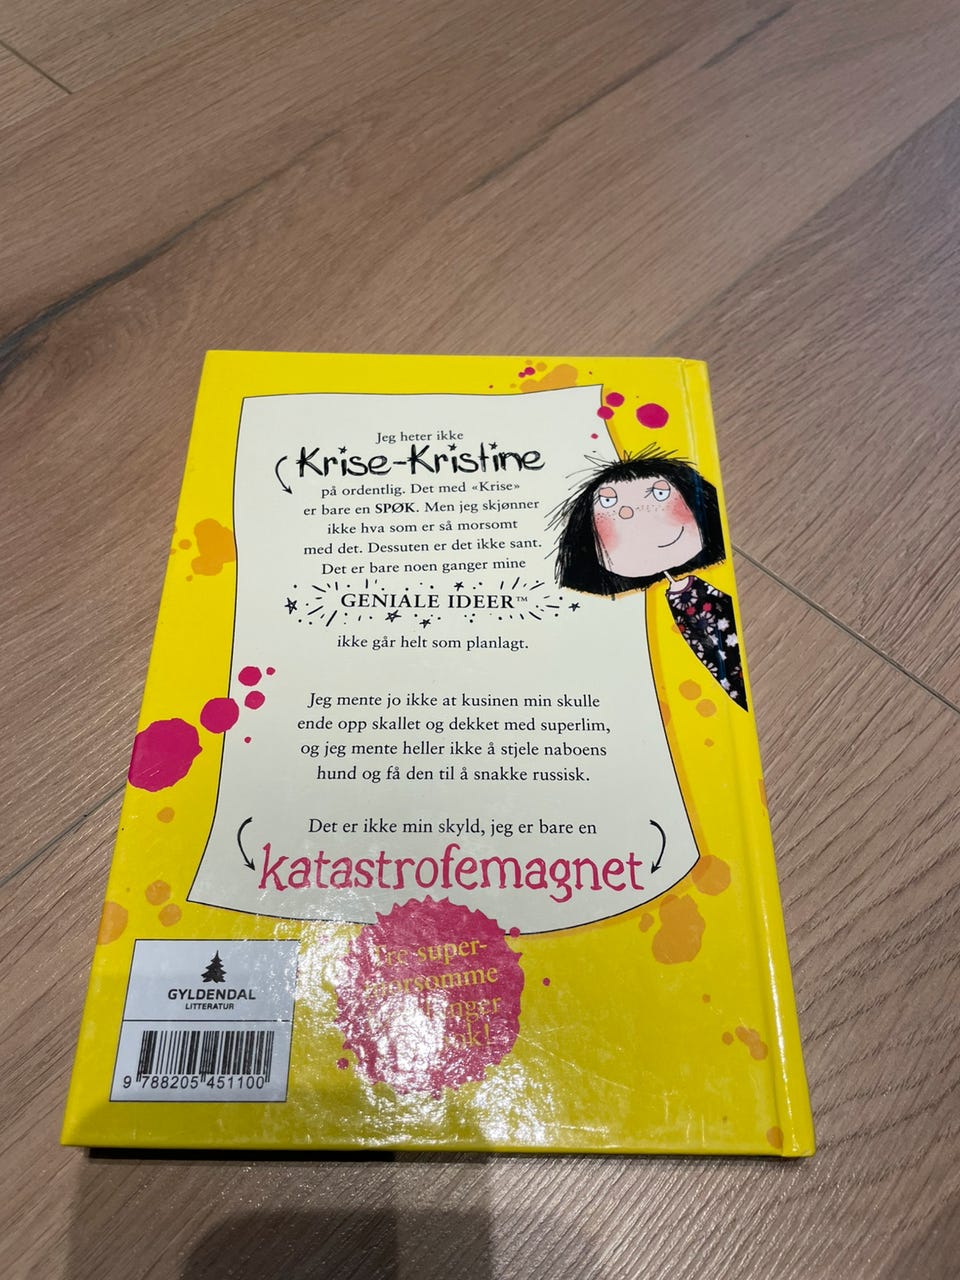 Jeg heter ikke
Krise-Kristine
på ordentlig. Det med «Krise»
er bare en SPØK. Men jeg skjønner
ikke hva som er så morsomt
med det. Dessuten er det ikke sant.
Det er bare noen ganger mine
GENIALE IDEER™
ikke går helt som planlagt.
Jeg mente jo ikke at kusinen min skulle
ende opp skallet og dekket med superlim,
og jeg mente heller ikke å stjele naboens
hund og få den til å snakke russisk.
Det er ikke min skyld, jeg er bare en
katastrofemagnet
Tre super-
morsomme
GYLDENDAL
LITTERATUR
9 788205 451100